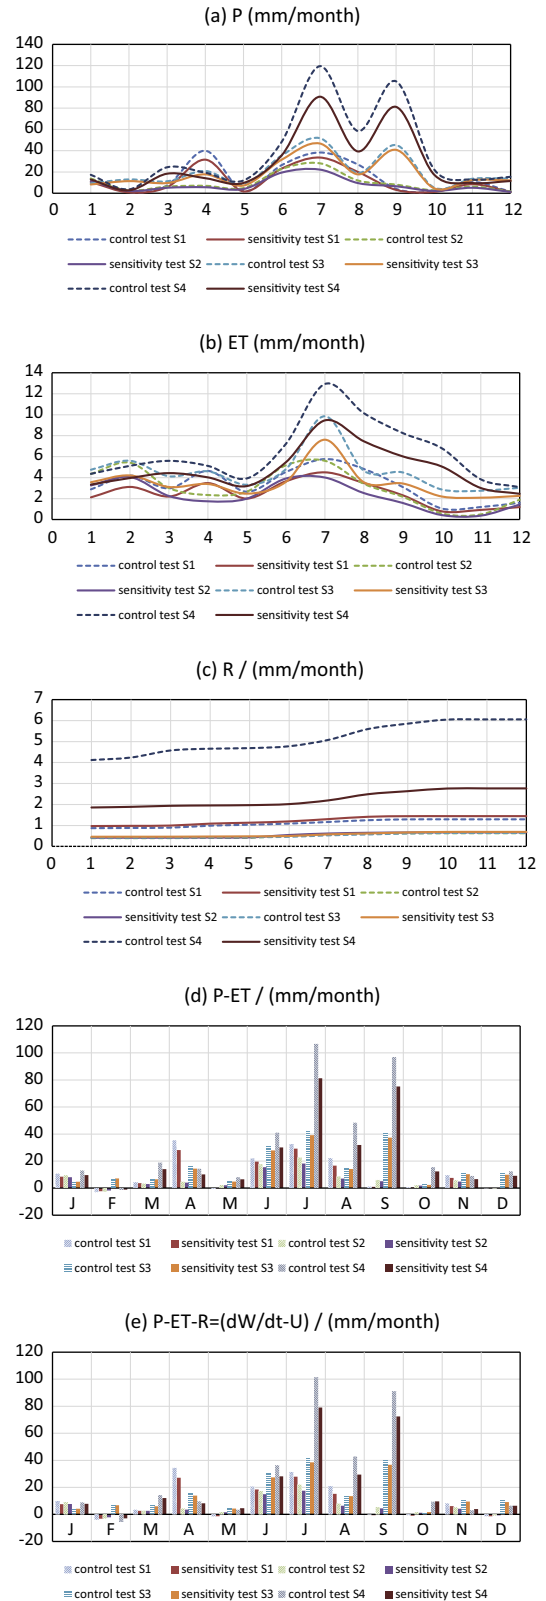 (a) P (mm/month)
140
120
100
80
60
40
20
0
0 1 2 3 4 5 6 7 8 9 10 11 12
control test S1 sensitivity test S1 control test S2
sensitivity test S2 control test S3 sensitivity test S3
control test S4 sensitivity test S4
(b) ET (mm/month)
14
12
10
8
6
4
2
0
0 1 2 3 4 5 6 7 8 9 10 11 12
control test S1 sensitivity test S1 control test S2
sensitivity test S2 control test S3 sensitivity test S3
control test S4 sensitivity test S4
(c) R / (mm/month)
7
6
5
4
3
2
1
0
0 1 2 3 4 5 6 7 8 9 10 11 12
control test S1 sensitivity test S1 control test S2
sensitivity test S2 control test S3 sensitivity test S3
control test S4 sensitivity test S4
(d) P-ET / (mm/month)
120
100
80
60
40
20
0
-20
J F M A M J J A S O N D
control test S1 sensitivity test S1 control test S2 sensitivity test S2
control test S3 sensitivity test S3 control test S4 sensitivity test S4
(e) P-ET-R=(dW/dt-U) / (mm/month)
120
100
80
60
40
20
0
-20
J F M A M J J A S O N D
control test S1 sensitivity test S1 control test S2 sensitivity test S2
control test S3 sensitivity test S3 control test S4 sensitivity test S4